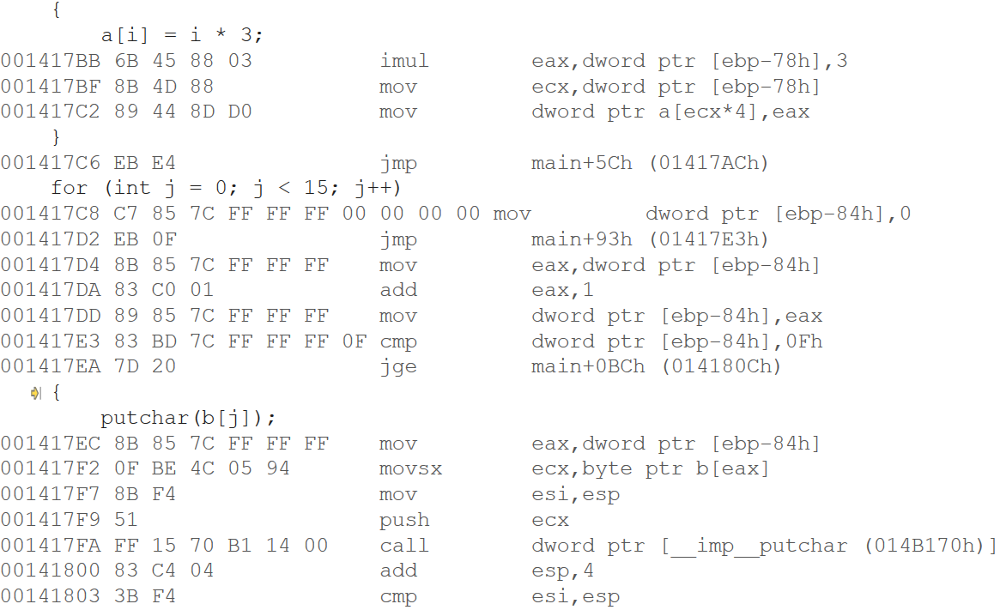 {
a[i] = i * 3;
001417BB 6B 45 88 03 imul eax,dword ptr [ebp-78h],3
001417BF 8B 4D 88 mov ecx,dword ptr [ebp-78h]
001417C2 89 44 8D D0 mov dword ptr a[ecx*4],eax
}
001417C6 EB E4 jmp main+5Ch (01417ACh)
for (int j = 0; j < 15; j++)
001417C8 C7 85 7C FF FF FF 00 00 00 00 mov dword ptr [ebp-84h],0
001417D2 EB 0F jmp main+93h (01417E3h)
001417D4 8B 85 7C FF FF FF mov eax,dword ptr [ebp-84h]
001417DA 83 C0 01 add eax,1
001417DD 89 85 7C FF FF FF mov dword ptr [ebp-84h],eax
001417E3 83 BD 7C FF FF FF 0F cmp dword ptr [ebp-84h],0Fh
001417EA 7D 20 jge main+0BCh (014180Ch)
{
putchar(b[j]);
001417EC 8B 85 7C FF FF FF mov eax,dword ptr [ebp-84h]
001417F2 0F BE 4C 05 94 movsx ecx,byte ptr b[eax]
001417F7 8B F4 mov esi,esp
001417F9 51 push ecx
001417FA FF 15 70 B1 14 00 call dword ptr [__imp__putchar (014B170h)]
00141800 83 C4 04 add esp,4
00141803 3B F4 cmp esi,esp